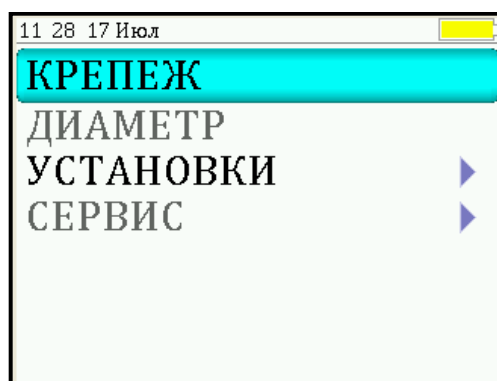 11 28 17 Июл
КРЕПЕЖ
ДИАМЕТР
УСТАНОВКИ
СЕРВИС